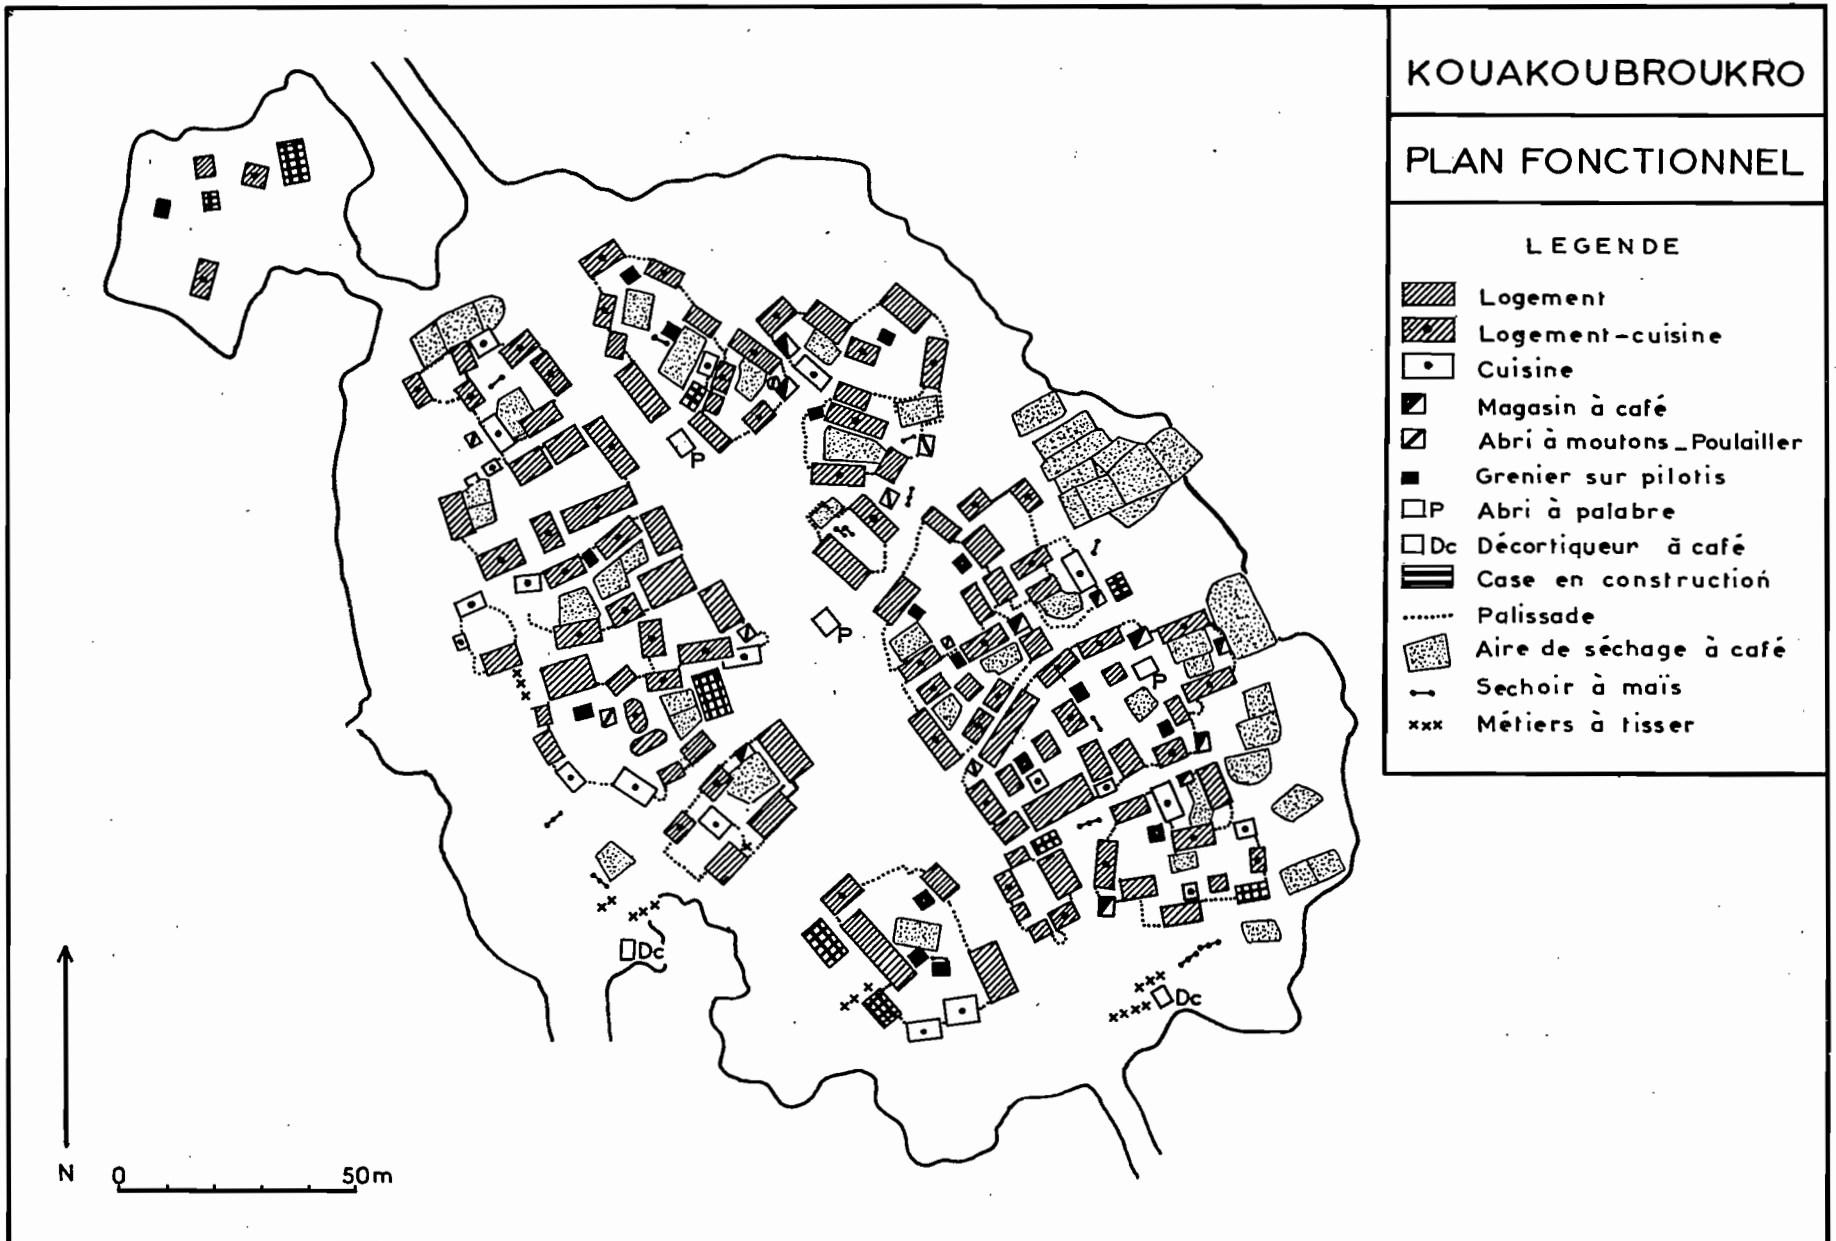 KOUAKOUBROUKRO
PLAN FONCTIONNEL
LEGENDE
Logement
Logement-cuisine
Cuisine
Magasin à café
Abri à moutons_Poulailler
Grenier sur pilotis
P Abri à palabre
Dc Décortiqueur à café
Case en construction
Palissade
Aire de séchage à café
Sechoir à maïs
xxx Métiers à tisser
P
P
P
Dc
Dc
N 0 50m